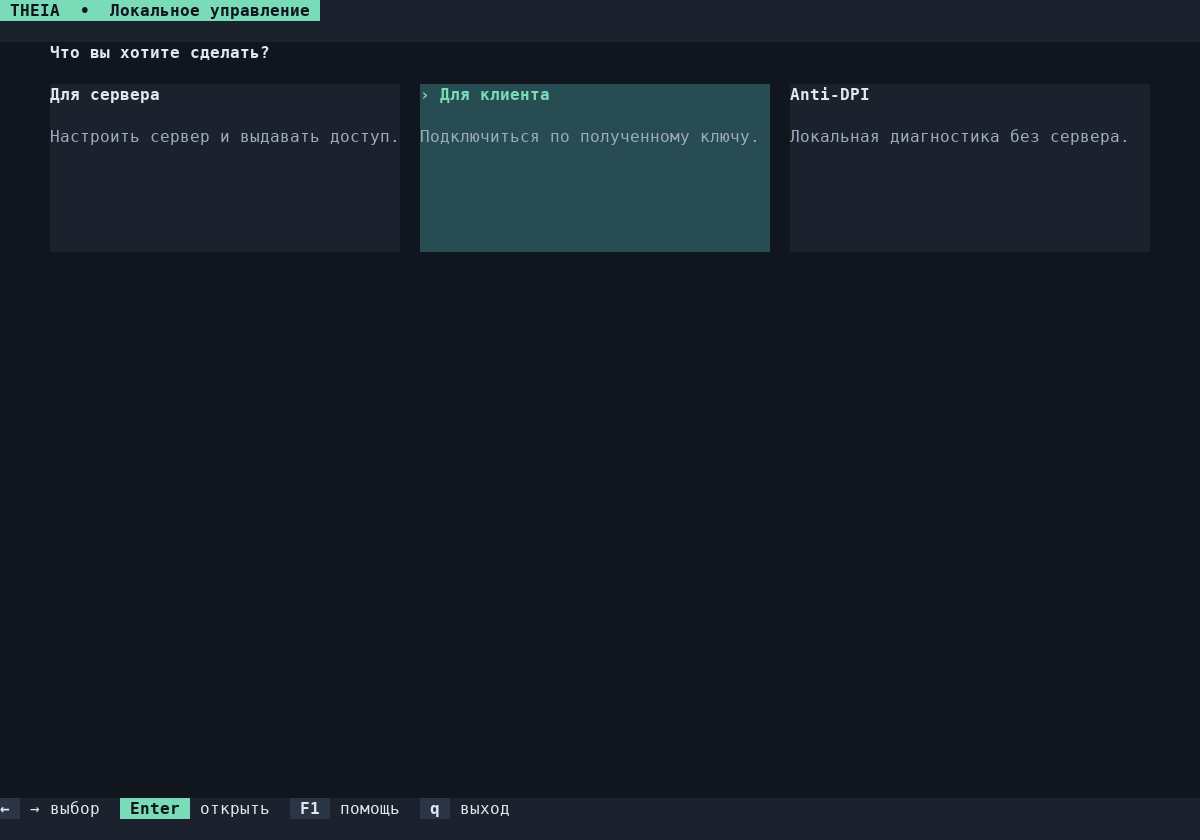 THEIA • Локальное управление
Что вы хотите сделать?
Для сервера
Настроить сервер и выдавать доступ.
› Для клиента
Подключиться по полученному ключу.
Anti-DPI
Локальная диагностика без сервера.
← → выбор Enter открыть F1 помощь q выход